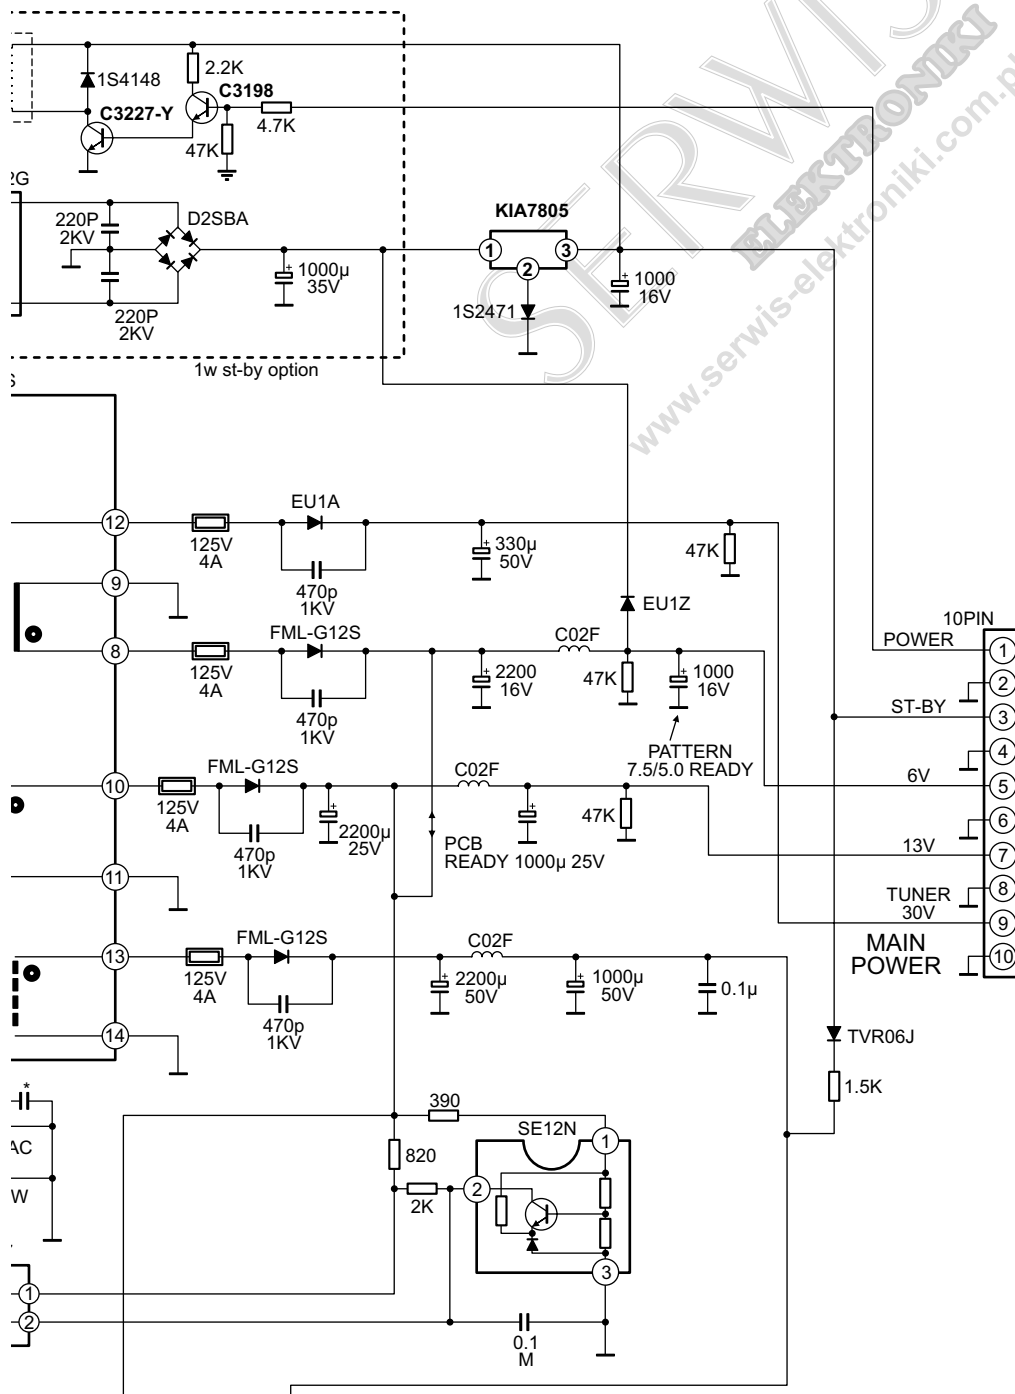 1S4148
2.2K
C3198
C3227-Y
4.7K
47K
2G
220P
2KV
D2SBA
KIA7805
1
3
2
1000µ
35V
1000
16V
1S2471
220P
2KV
1w st-by option
S
EU1A
12
125V
4A
330µ
50V
47K
470p
1KV
9
EU1Z
10PIN
FML-G12S
C02F
POWER
1
8
125V
4A
2200
16V
47K
1000
16V
2
470p
1KV
ST-BY
3
PATTERN
7.5/5.0 READY
4
FML-G12S
C02F
6V
5
10
125V
4A
2200µ
25V
47K
6
470p
1KV
PCB
READY 1000µ 25V
13V
7
11
TUNER
30V
8
9
FML-G12S
C02F
MAIN
POWER
10
13
125V
4A
2200µ
50V
1000µ
50V
0.1µ
470p
1KV
14
TVR06J
*
1.5K
390
SE12N
1
AC
820
2
2K
W
3
1
2
0.1
M
SERWIS
ELEKTRONIKI
www.serwis-elektroniki.com.pl